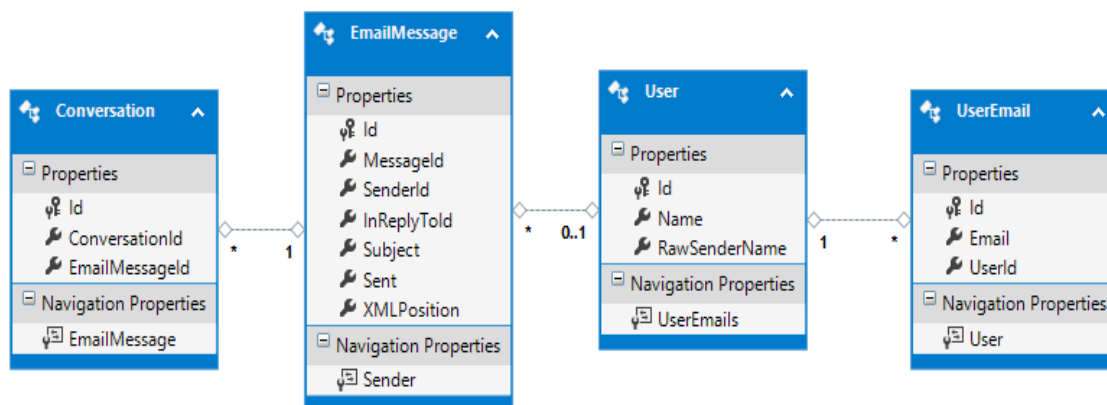 Conversation
Properties
Id
ConversationId
EmailMessageId
Navigation Properties
EmailMessage
* 1
EmailMessage
Properties
Id
MessageId
SenderId
InReplyToId
Subject
Sent
XMLPosition
Navigation Properties
Sender
* 0..1
User
Properties
Id
Name
RawSenderName
Navigation Properties
UserEmails
1 *
UserEmail
Properties
Id
Email
UserId
Navigation Properties
User